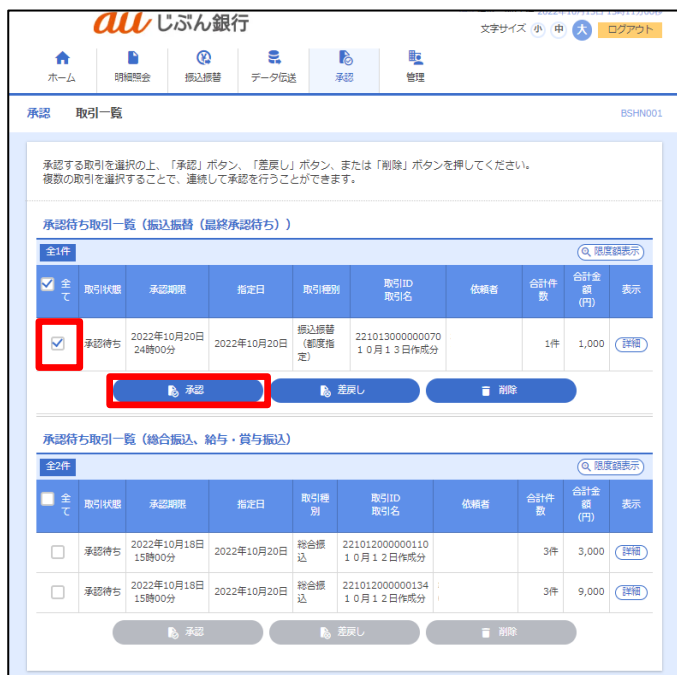 au じぶん銀行
文字サイズ 小 中 大 ログアウト
ホーム 明細照会 振込振替 データ伝送 承認 管理
承認 取引一覧 BSHN001
承認する取引を選択の上、「承認」ボタン、「差戻し」ボタン、または「削除」ボタンを押してください。
複数の取引を選択することで、連続して承認を行うことができます。
承認待ち取引一覧（振込振替（最終承認待ち））
全1件 限度額表示
全て 取引状態 承認期限 指定日 取引種別 取引ID 取引名 依頼者 合計件数 合計金額(円) 表示
承認待ち 2022年10月20日 24時00分 2022年10月20日 振込振替（都度指定） 221013000000070 １０月１３日作成分 1件 1,000 詳細
承認 差戻し 削除
承認待ち取引一覧（総合振込、給与・賞与振込）
全2件 限度額表示
全て 取引状態 承認期限 指定日 取引種別 取引ID 取引名 依頼者 合計件数 合計金額(円) 表示
承認待ち 2022年10月18日 15時00分 2022年10月20日 総合振込 221012000000110 １０月１２日作成分 3件 3,000 詳細
承認待ち 2022年10月18日 15時00分 2022年10月20日 総合振込 221012000000134 １０月１２日作成分 3件 9,000 詳細
承認 差戻し 削除